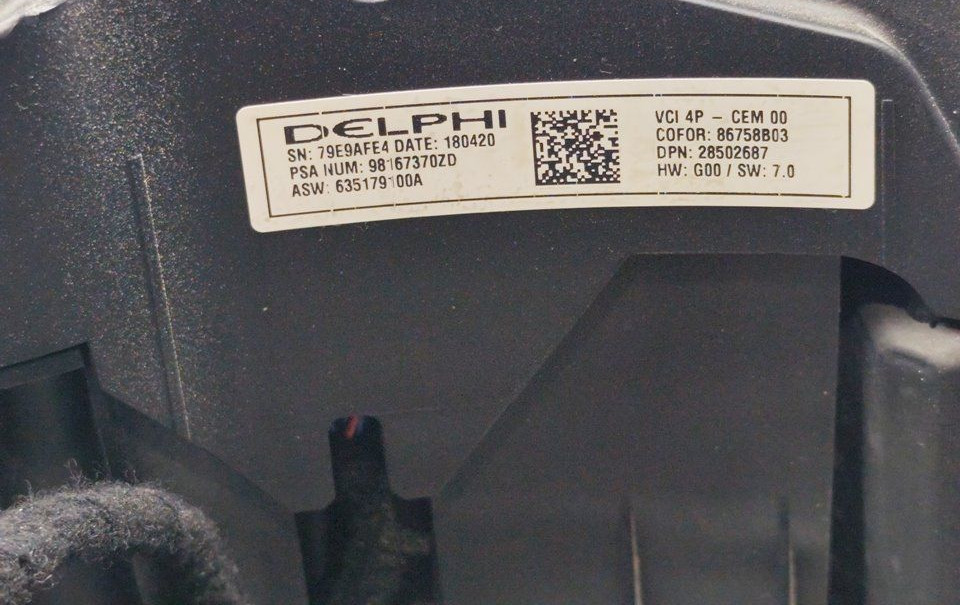 DELPHI
SN: 79E9AFE4 DATE: 180420
PSA NUM: 98167370ZD
ASW: 635179100A
VCI 4P - CEM 00
COFOR: 86758B03
DPN: 28502687
HW: G00 / SW: 7.0